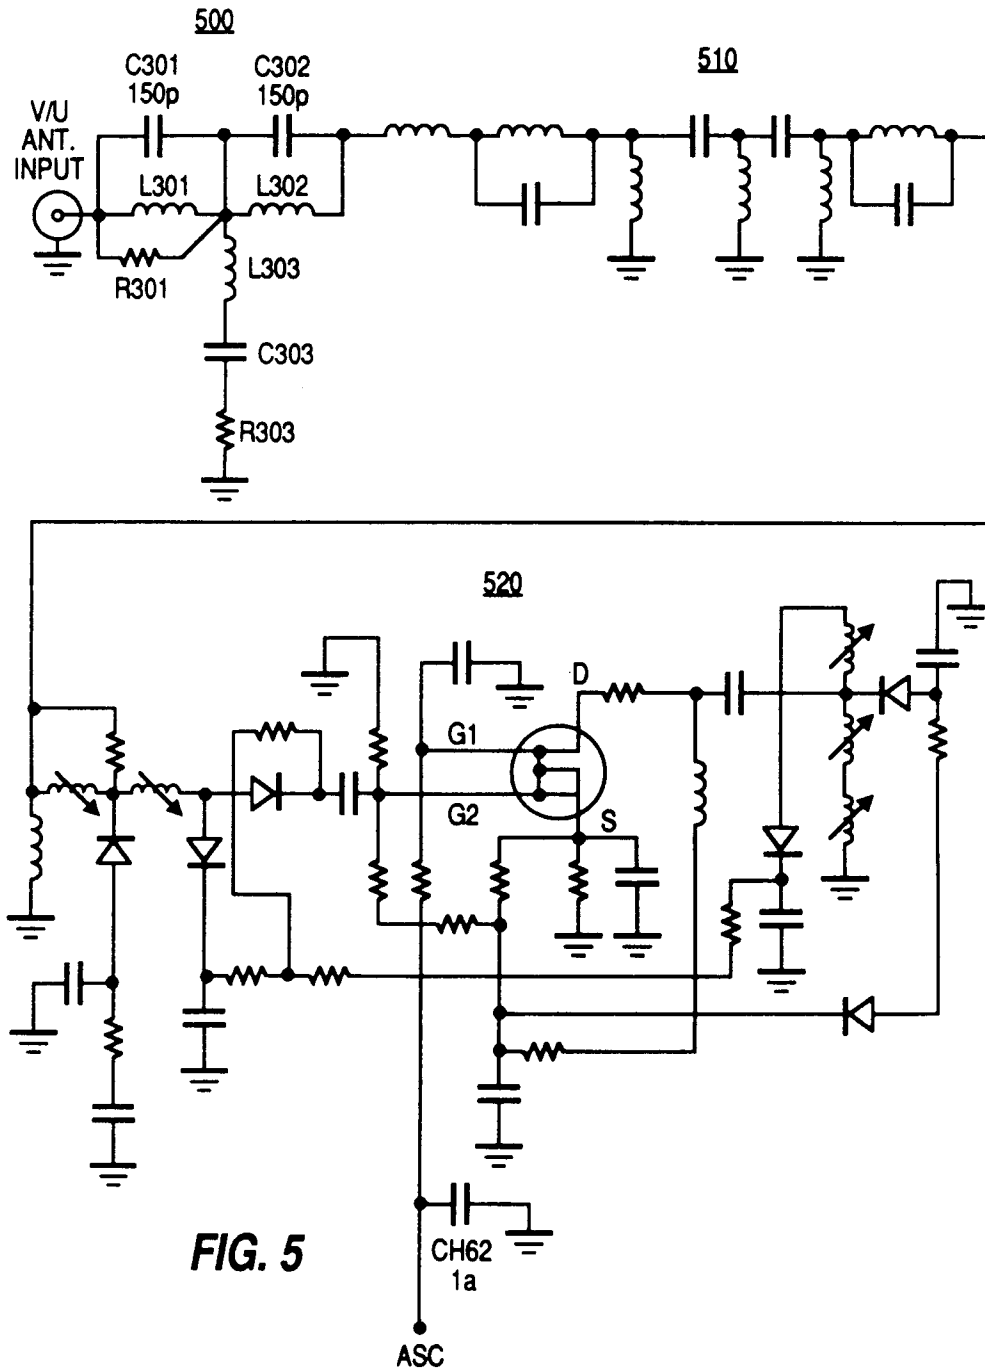 500
C301
150p
C302
150p
510
V/U
ANT.
INPUT
L301
L302
R301
L303
C303
R303
520
D
G1
G2
S
CH62
1a
FIG. 5
ASC